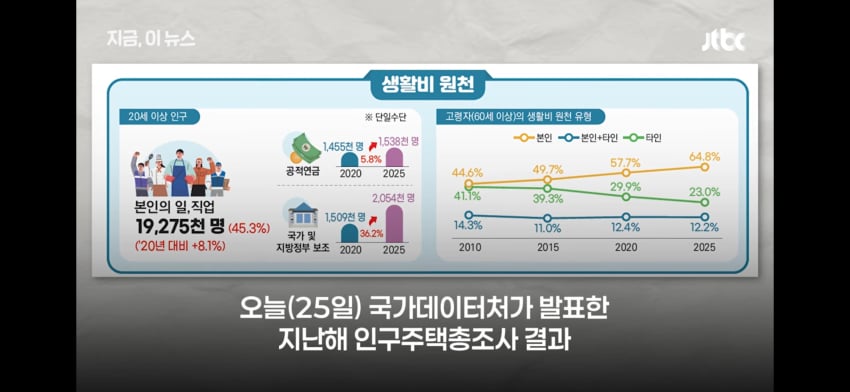 지금, 이 뉴스
jtbc
생활비 원천
20세 이상 인구
※ 단일수단
본인의 일, 직업
19,275천 명 (45.3%)
('20년 대비 +8.1%)
공적연금
1,455천 명
5.8%
1,538천 명
2020
2025
국가 및
지방정부 보조
1,509천 명
36.2%
2,054천 명
2020
2025
고령자(60세 이상)의 생활비 원천 유형
본인 본인+타인 타인
44.6% 49.7% 57.7% 64.8%
41.1% 39.3% 29.9% 23.0%
14.3% 11.0% 12.4% 12.2%
2010 2015 2020 2025
오늘(25일) 국가데이터처가 발표한
지난해 인구주택총조사 결과